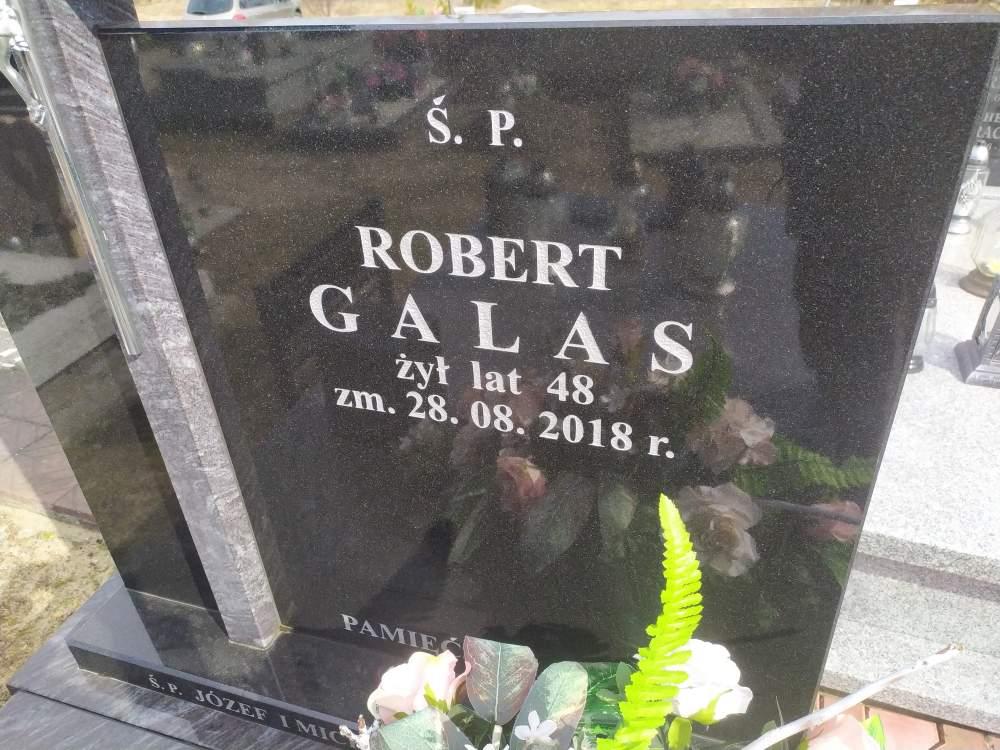 Ś. P.
ROBERT
GALAS
żył lat 48
zm. 28. 08. 2018 r.
PAMIĘĆ
Ś.P. JÓZEF I